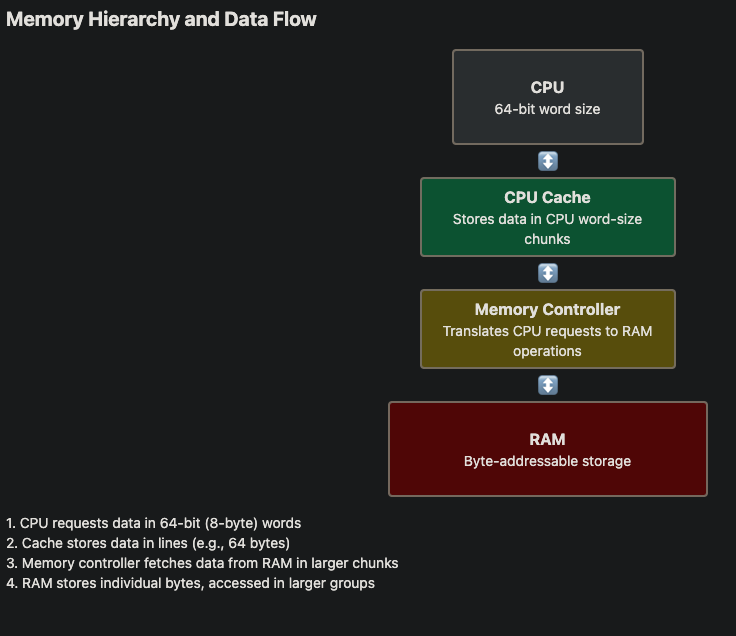 Memory Hierarchy and Data Flow
CPU
64-bit word size
CPU Cache
Stores data in CPU word-size
chunks
Memory Controller
Translates CPU requests to RAM
operations
RAM
Byte-addressable storage
1. CPU requests data in 64-bit (8-byte) words
2. Cache stores data in lines (e.g., 64 bytes)
3. Memory controller fetches data from RAM in larger chunks
4. RAM stores individual bytes, accessed in larger groups